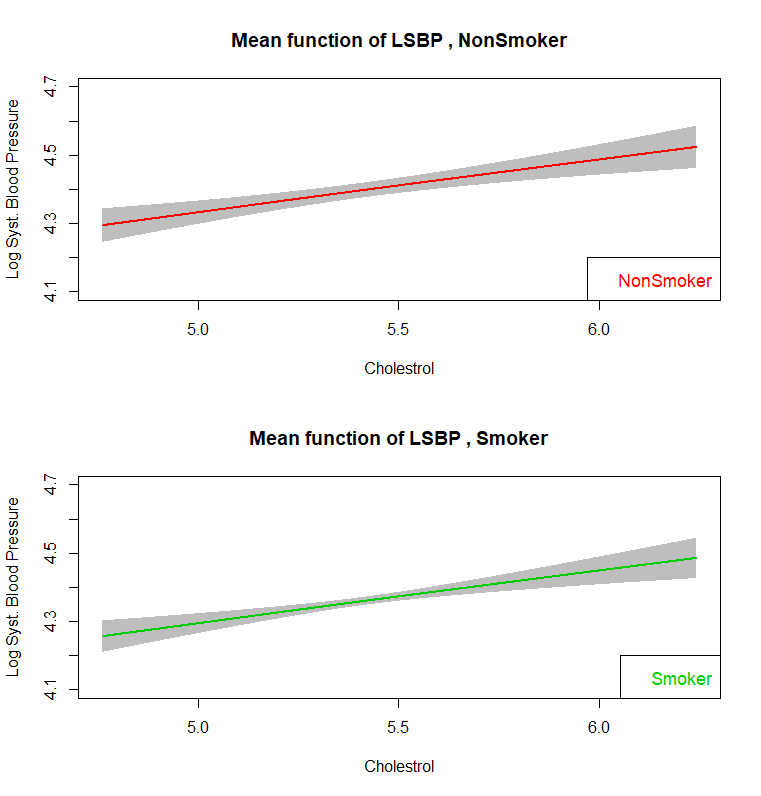 Mean function of LSBP , NonSmoker
Log Syst. Blood Pressure
4.7
4.5
4.3
4.1
NonSmoker
5.0 5.5 6.0
Cholestrol
Mean function of LSBP , Smoker
Log Syst. Blood Pressure
4.7
4.5
4.3
4.1
Smoker
5.0 5.5 6.0
Cholestrol